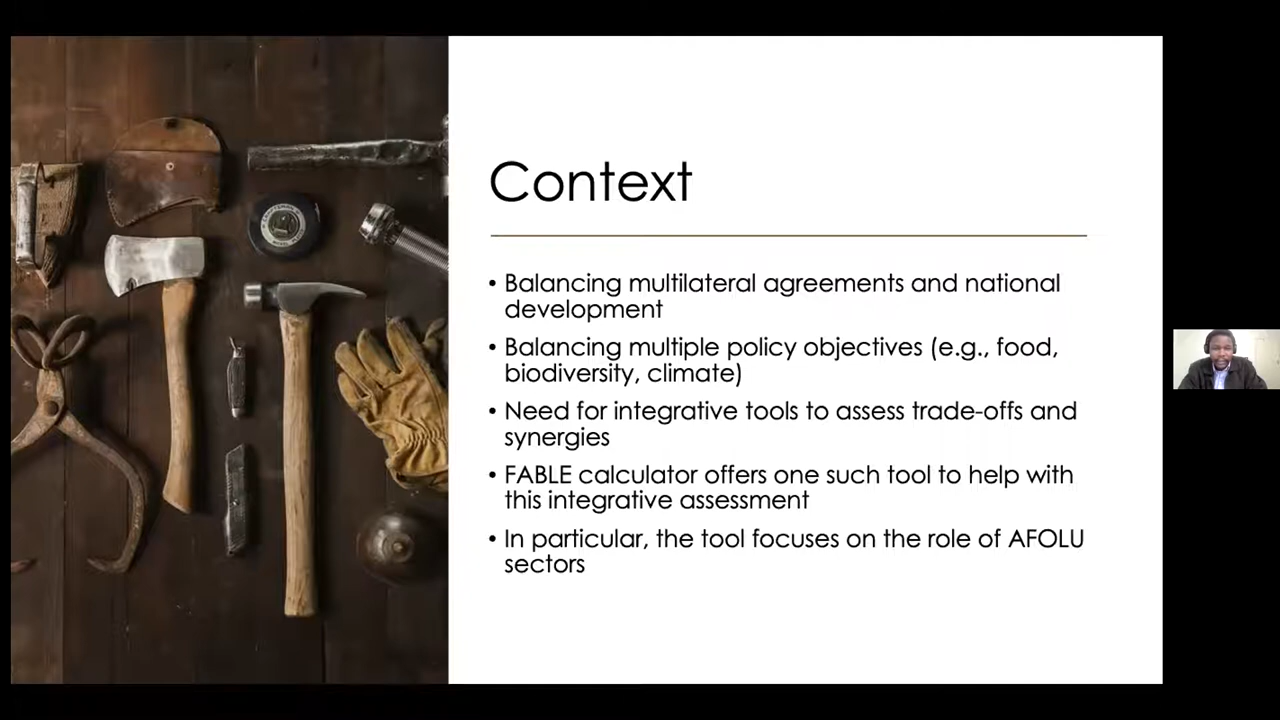 Context
• Balancing multilateral agreements and national
development
• Balancing multiple policy objectives (e.g., food,
biodiversity, climate)
• Need for integrative tools to assess trade-offs and
synergies
• FABLE calculator offers one such tool to help with
this integrative assessment
• In particular, the tool focuses on the role of AFOLU
sectors